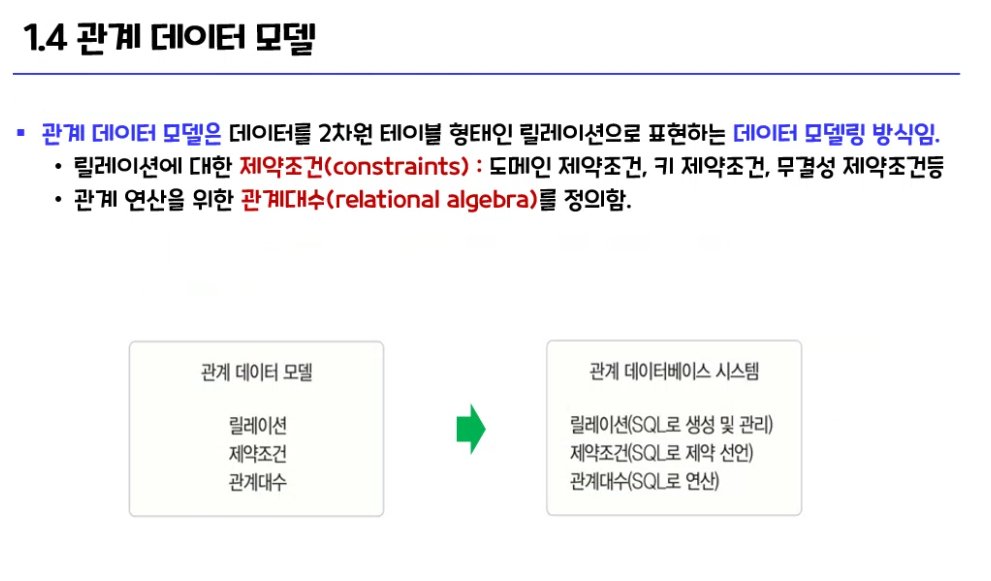 1.4 관계 데이터 모델
▪ 관계 데이터 모델은 데이터를 2차원 테이블 형태인 릴레이션으로 표현하는 데이터 모델링 방식임.
• 릴레이션에 대한 제약조건(constraints) : 도메인 제약조건, 키 제약조건, 무결성 제약조건등
• 관계 연산을 위한 관계대수(relational algebra)를 정의함.
관계 데이터 모델
릴레이션
제약조건
관계대수
관계 데이터베이스 시스템
릴레이션(SQL로 생성 및 관리)
제약조건(SQL로 제약 선언)
관계대수(SQL로 연산)